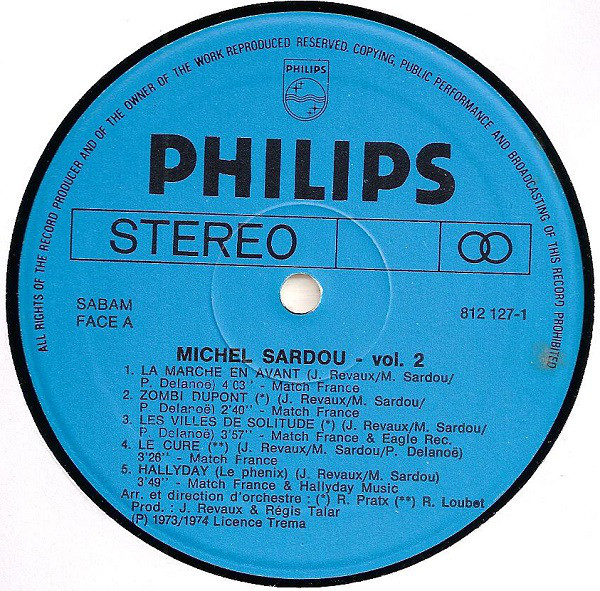 ALL RIGHTS OF THE RECORD PRODUCER AND OF THE OWNER OF THE WORK REPRODUCED RESERVED. COPYING, PUBLIC PERFORMANCE AND BROADCASTING OF THIS RECORD PROHIBITED
PHILIPS
PHILIPS
STEREO
SABAM
FACE A
812 127-1
MICHEL SARDOU - vol. 2
1. LA MARCHE EN AVANT (J. Revaux/M. Sardou/
P. Delanoë) 4'03'' - Match France
2. ZOMBI DUPONT (*) (J. Revaux/M. Sardou/
P. Delanoë) 2'40'' - Match France
3. LES VILLES DE SOLITUDE (*) (J. Revaux/M. Sardou/
P. Delanoë) 3'57'' - Match France & Eagle Rec.
4. LE CURE (**) (J. Revaux/M. Sardou/P. Delanoë)
3'26'' - Match France
5. HALLYDAY (Le phenix) (J. Revaux/M. Sardou)
3'49'' - Match France & Hallyday Music
Arr. et direction d'orchestre : (*) R. Pratx (**) R. Loubet
Prod. : J. Revaux & Régis Talar
(P) 1973/1974 Licence Trema